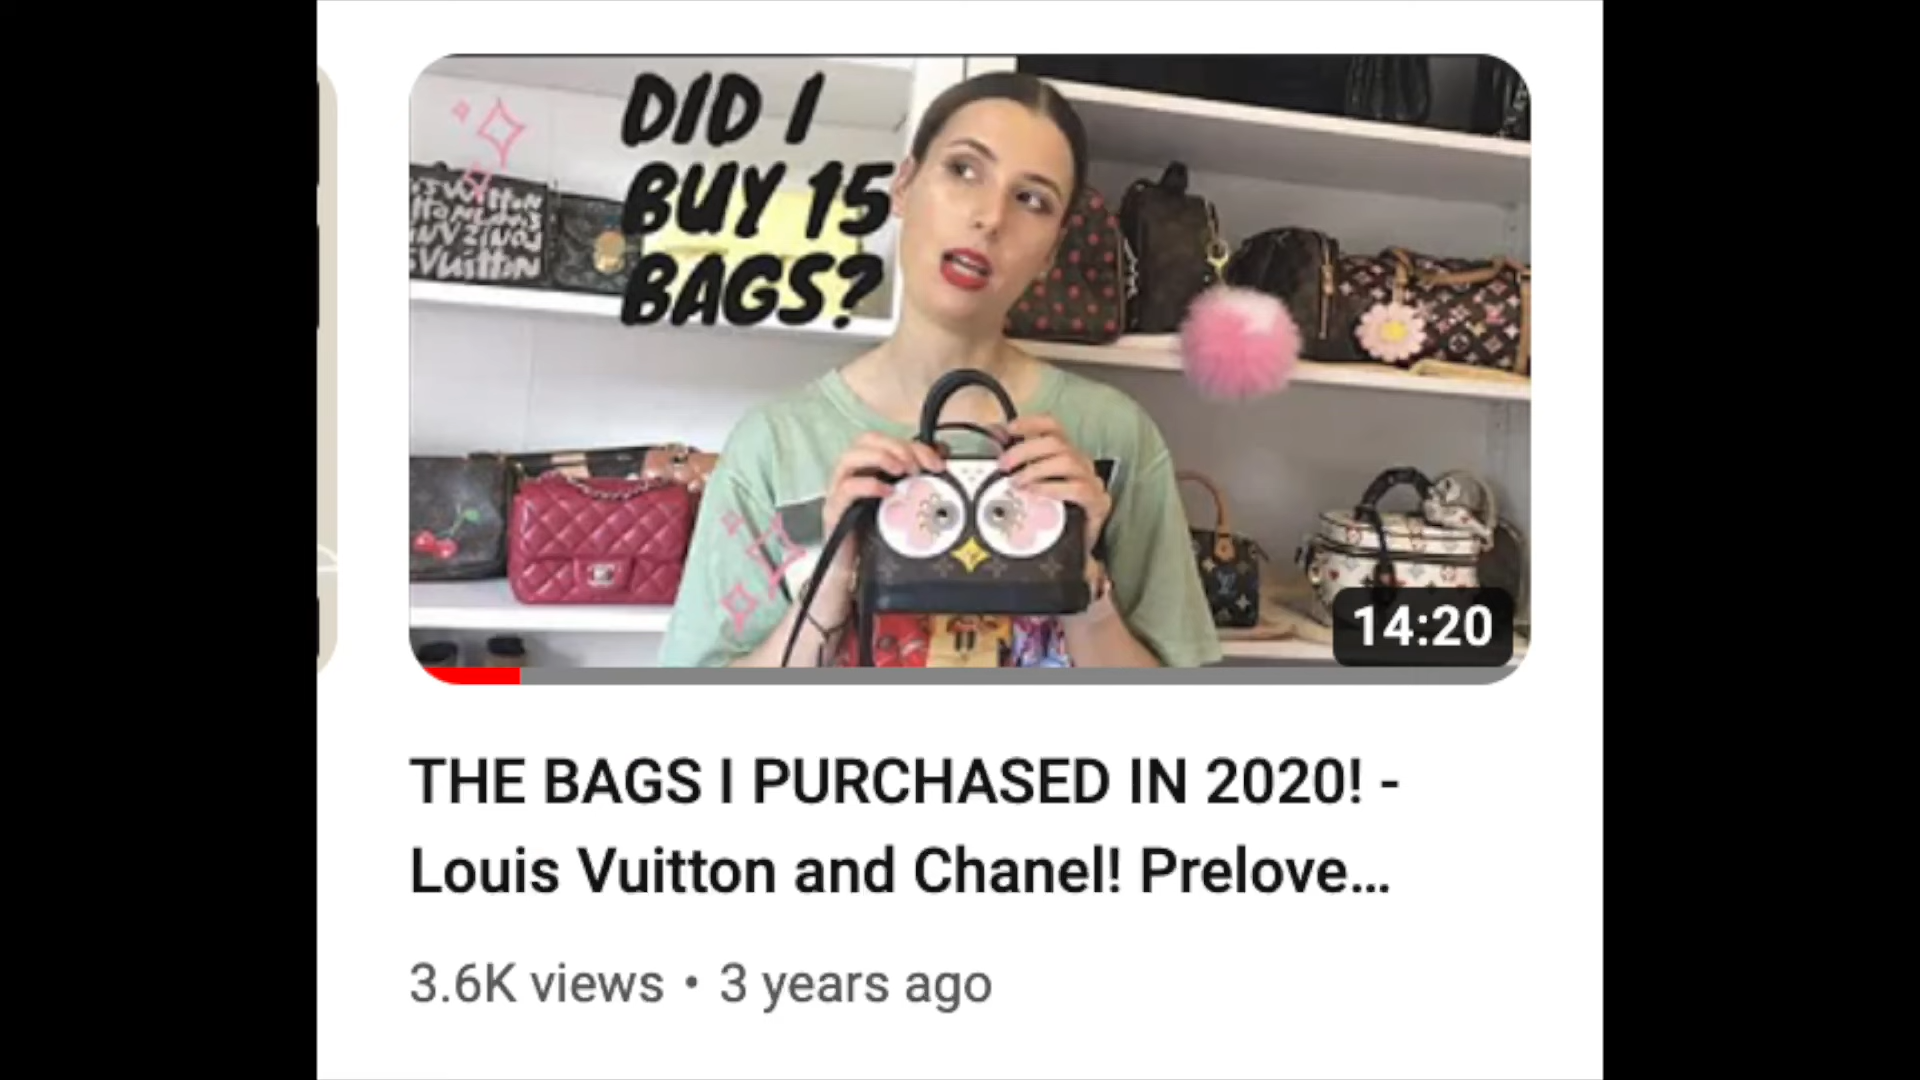 DID I
BUY 15
BAGS?
Vuitton
14:20
THE BAGS I PURCHASED IN 2020! -
Louis Vuitton and Chanel! Prelove...
3.6K views • 3 years ago